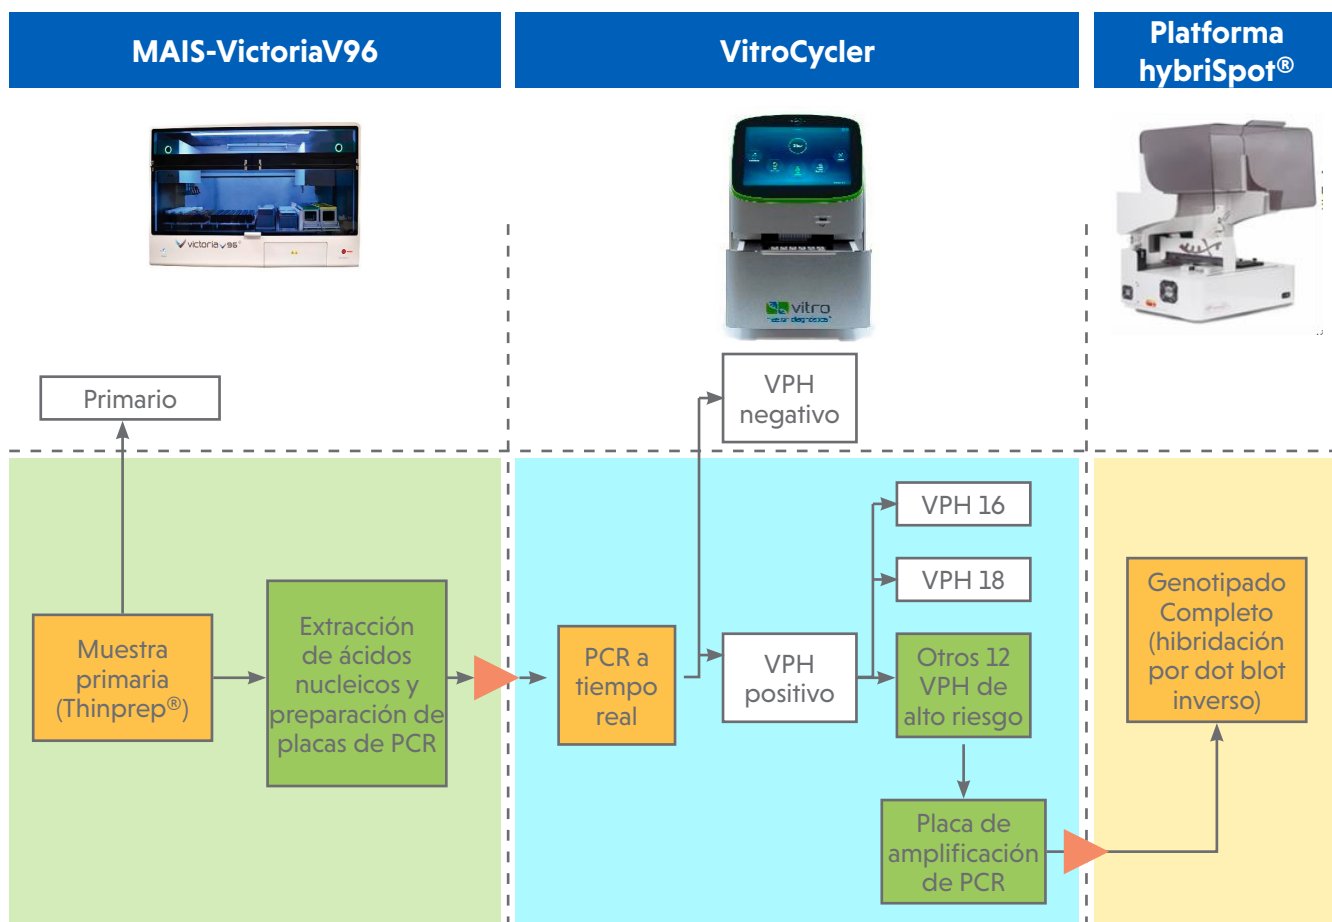 MAIS-VictoriaV96
VitroCycler
Platforma
hybriSpot®
victoria v96
vitro
master diagnóstica
Primario
VPH
negativo
VPH 16
VPH 18
Muestra
primaria
(Thinprep®)
Extracción
de ácidos
nucleicos y
preparación de
placas de PCR
PCR a
tiempo
real
VPH
positivo
Otros 12
VPH de
alto riesgo
Placa de
amplificación
de PCR
Genotipado
Completo
(hibridación
por dot blot
inverso)